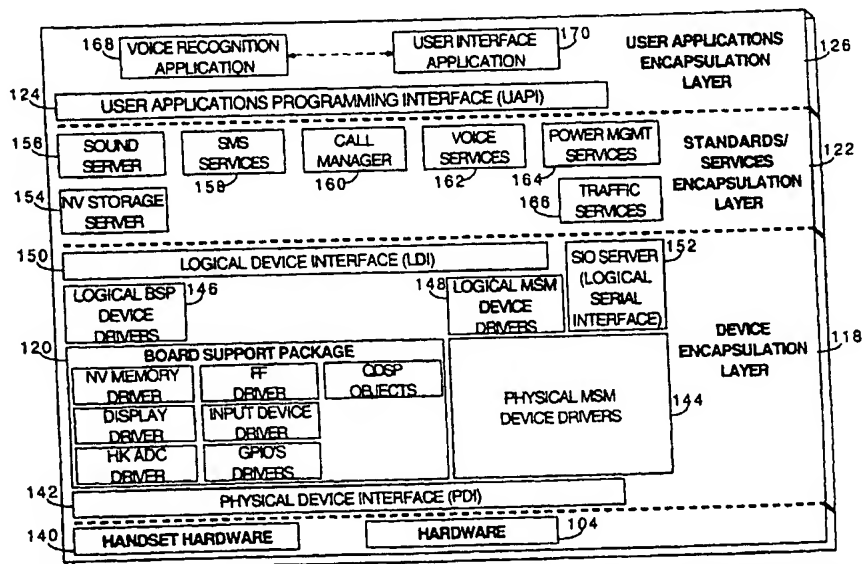 168
VOICE RECOGNITION
APPLICATION
USER INTERFACE
APPLICATION
170
USER APPLICATIONS
ENCAPSULATION
LAYER
126
124
USER APPLICATIONS PROGRAMMING INTERFACE (UAPI)
156
SOUND
SERVER
SMS
SERVICES
158
CALL
MANAGER
160
VOICE
SERVICES
162
POWER MGMT
SERVICES
164
STANDARDS/
SERVICES
ENCAPSULATION
LAYER
122
154
NV STORAGE
SERVER
166
TRAFFIC
SERVICES
150
LOGICAL DEVICE INTERFACE (LDI)
152
SIO SERVER
(LOGICAL
SERIAL
INTERFACE)
LOGICAL BSP
DEVICE
DRIVERS
146
148
LOGICAL MSM
DEVICE
DRIVERS
DEVICE
ENCAPSULATION
LAYER
118
120
BOARD SUPPORT PACKAGE
NV MEMORY
DRIVER
FF
DRIVER
QDSP
OBJECTS
DISPLAY
DRIVER
INPUT DEVICE
DRIVER
HK ADC
DRIVER
GPIO'S
DRIVERS
PHYSICAL MSM
DEVICE DRIVERS
144
142
PHYSICAL DEVICE INTERFACE (PDI)
140
HANDSET HARDWARE
HARDWARE
104